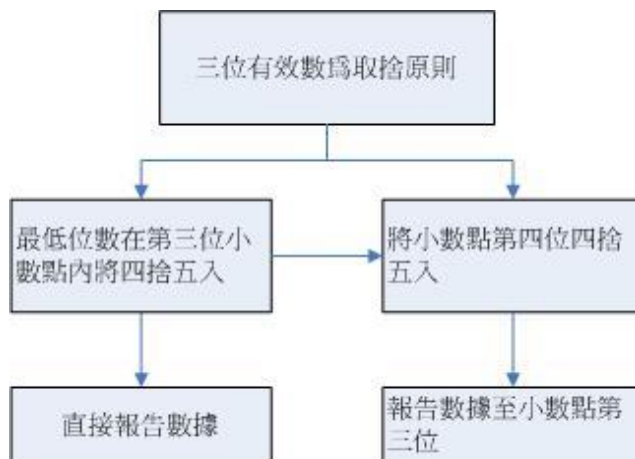 三位有效數爲取捨原則
最低位數在第三位小
數點內將四捨五入
將小數點第四位四捨
五入
直接報告數據
報告數據至小數點第
三位